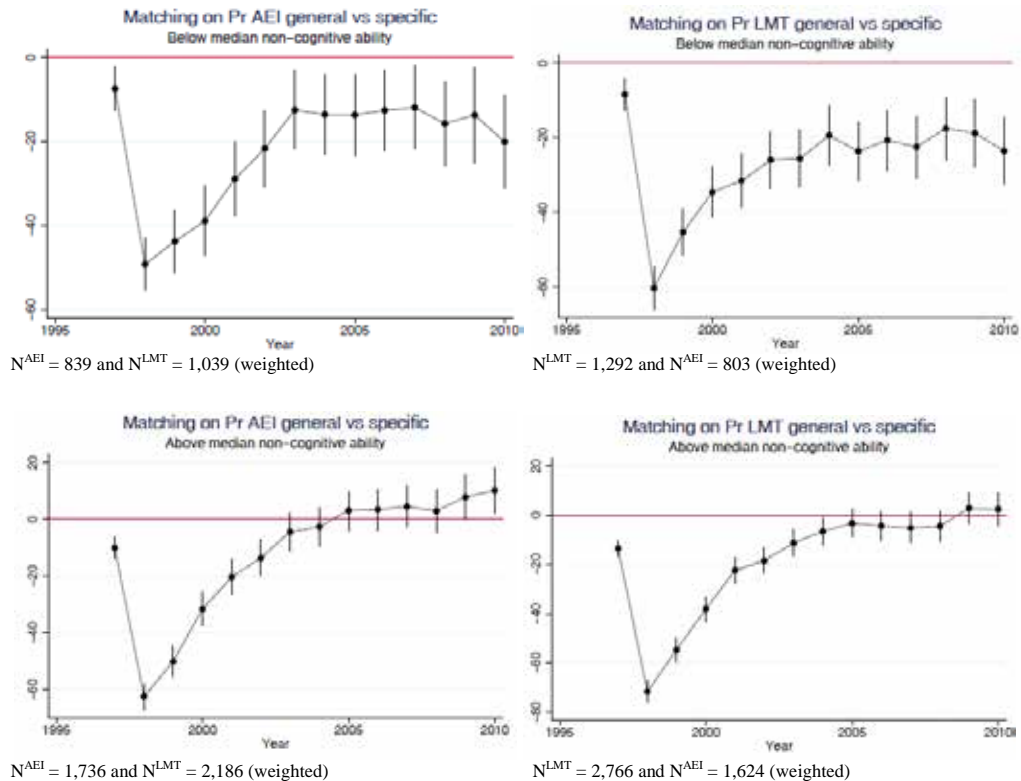 Matching on Pr AEI general vs specific
Below median non-cognitive ability
0
-20
-40
-60
1995
2000
2005
2010
Year
N^AEI = 839 and N^LMT = 1,039 (weighted)
Matching on Pr LMT general vs specific
Below median non-cognitive ability
0
-20
-40
-60
1995
2000
2005
2010
Year
N^LMT = 1,292 and N^AEI = 803 (weighted)
Matching on Pr AEI general vs specific
Above median non-cognitive ability
20
0
-20
-40
-60
1995
2000
2005
2010
Year
N^AEI = 1,736 and N^LMT = 2,186 (weighted)
Matching on Pr LMT general vs specific
Above median non-cognitive ability
20
0
-20
-40
-60
-80
1995
2000
2005
2010
Year
N^LMT = 2,766 and N^AEI = 1,624 (weighted)